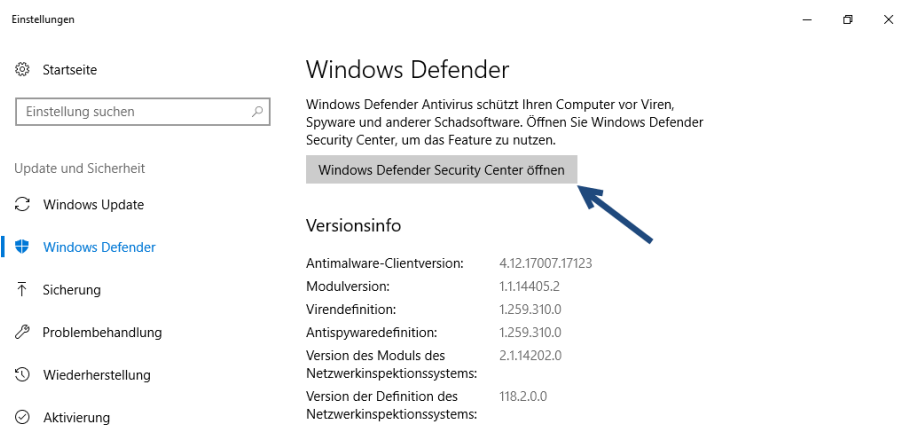 Einstellungen
Startseite
Einstellung suchen
Update und Sicherheit
Windows Update
Windows Defender
Sicherung
Problembehandlung
Wiederherstellung
Aktivierung
Windows Defender
Windows Defender Antivirus schützt Ihren Computer vor Viren,
Spyware und anderer Schadsoftware. Öffnen Sie Windows Defender
Security Center, um das Feature zu nutzen.
Windows Defender Security Center öffnen
Versionsinfo
Antimalware-Clientversion: 4.12.17007.17123
Modulversion: 1.1.14405.2
Virendefinition: 1.259.310.0
Antispywaredefinition: 1.259.310.0
Version des Moduls des 2.1.14202.0
Netzwerkinspektionssystems:
Version der Definition des 118.2.0.0
Netzwerkinspektionssystems: